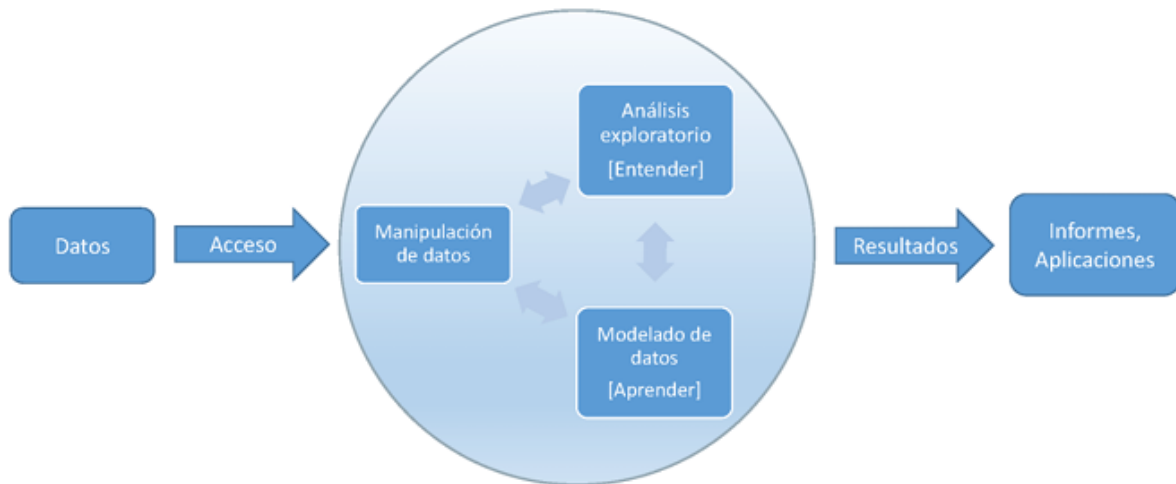 Datos
Acceso
Manipulación
de datos
Análisis
exploratorio
[Entender]
Modelado de
datos
[Aprender]
Resultados
Informes,
Aplicaciones